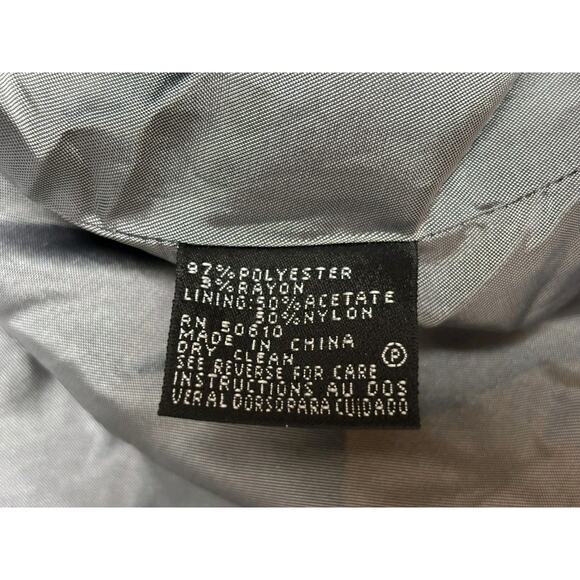 97% POLYESTER
3% RAYON
LINING: 50% ACETATE
50% NYLON
RN 50610
MADE IN CHINA
DRY CLEAN Ⓟ
SEE REVERSE FOR CARE
INSTRUCTIONS AU DOS
VER AL DORSO PARA CUIDADO